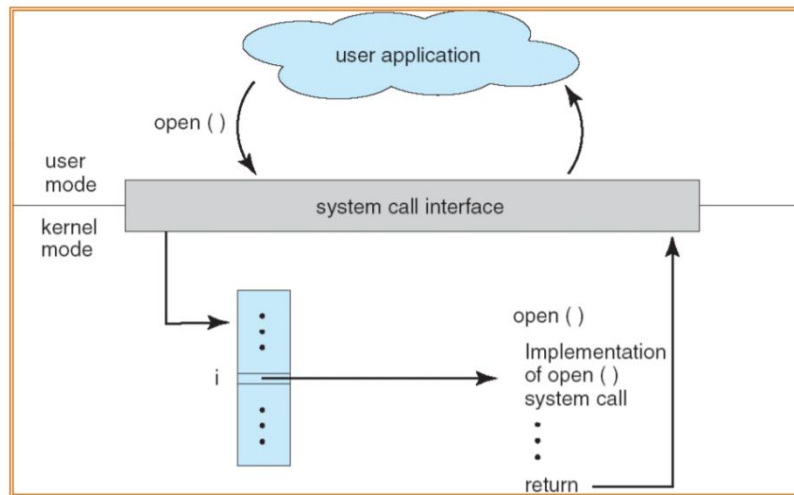 user application
open ( )
user
mode
system call interface
kernel
mode
open ( )
Implementation
i
of open ( )
system call
return